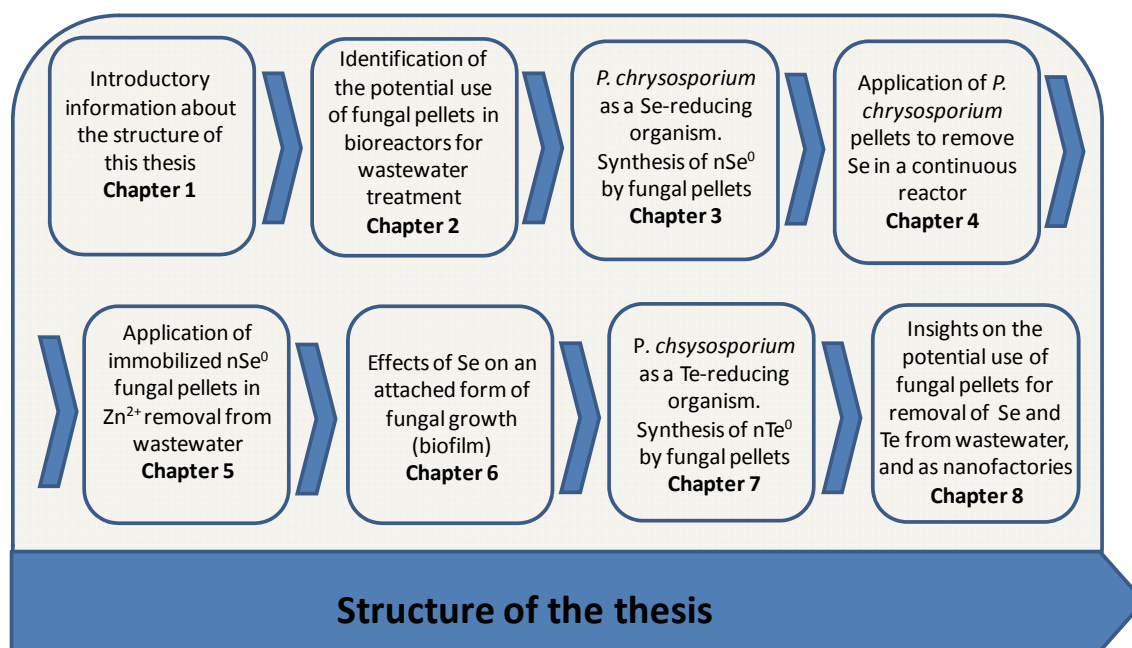 Introductory
information about
the structure of
this thesis
Chapter 1
Identification of
the potential use
of fungal pellets in
bioreactors for
wastewater
treatment
Chapter 2
P. chrysosporium
as a Se-reducing
organism.
Synthesis of nSe⁰
by fungal pellets
Chapter 3
Application of P.
chrysosporium
pellets to remove
Se in a continuous
reactor
Chapter 4
Application of
immobilized nSe⁰
fungal pellets in
Zn²⁺ removal from
wastewater
Chapter 5
Effects of Se on an
attached form of
fungal growth
(biofilm)
Chapter 6
P. chsysosporium
as a Te-reducing
organism.
Synthesis of nTe⁰
by fungal pellets
Chapter 7
Insights on the
potential use of
fungal pellets for
removal of Se and
Te from wastewater,
and as nanofactories
Chapter 8
Structure of the thesis